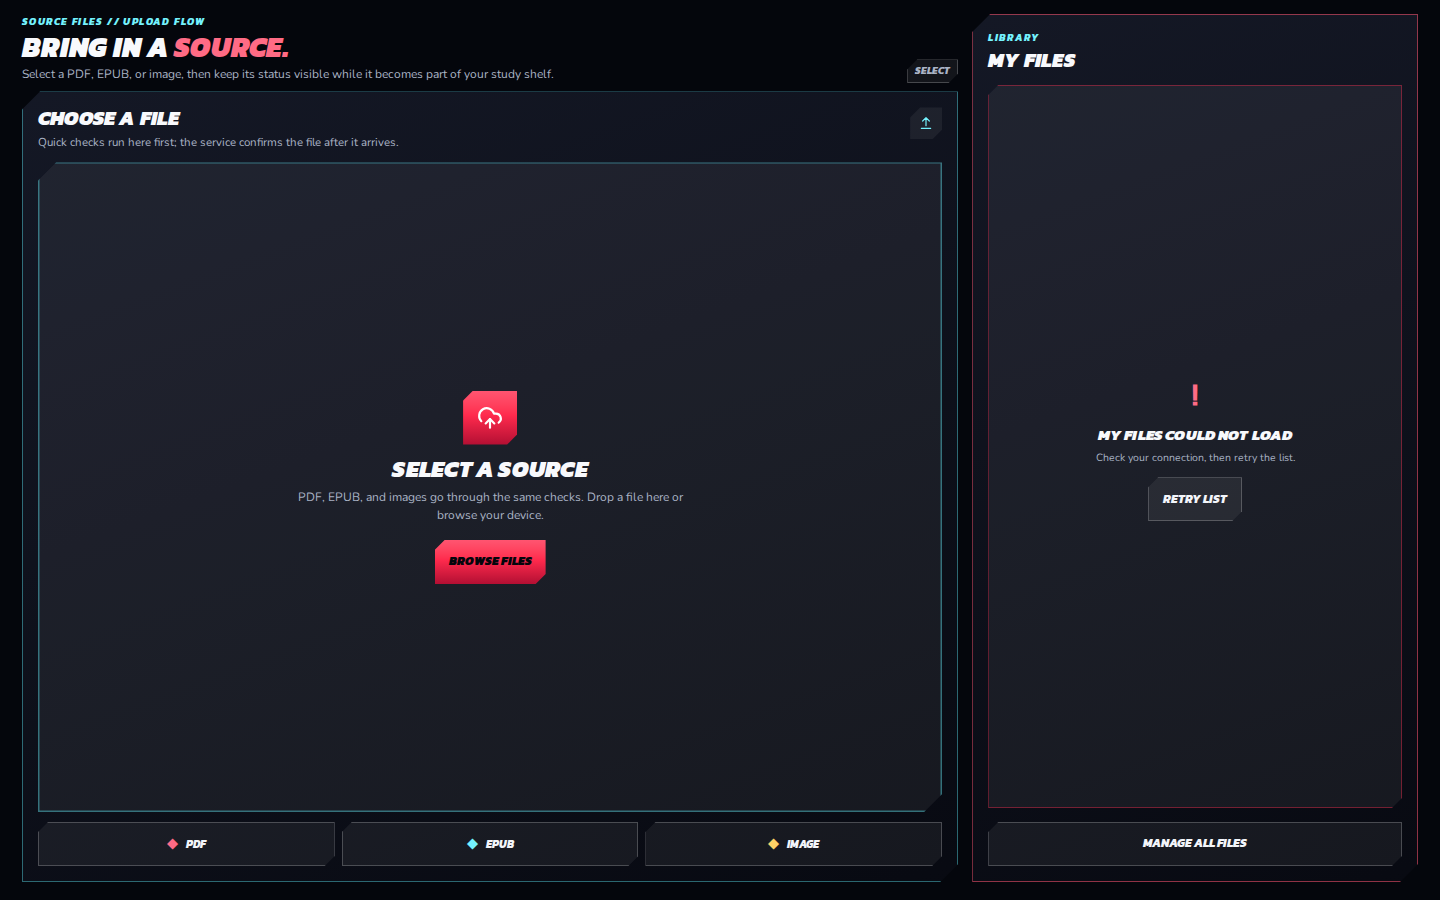 SOURCE FILES // UPLOAD FLOW
BRING IN A SOURCE.
Select a PDF, EPUB, or image, then keep its status visible while it becomes part of your study shelf.
SELECT
CHOOSE A FILE
Quick checks run here first; the service confirms the file after it arrives.
SELECT A SOURCE
PDF, EPUB, and images go through the same checks. Drop a file here or
browse your device.
BROWSE FILES
PDF
EPUB
IMAGE
LIBRARY
MY FILES
!
MY FILES COULD NOT LOAD
Check your connection, then retry the list.
RETRY LIST
MANAGE ALL FILES